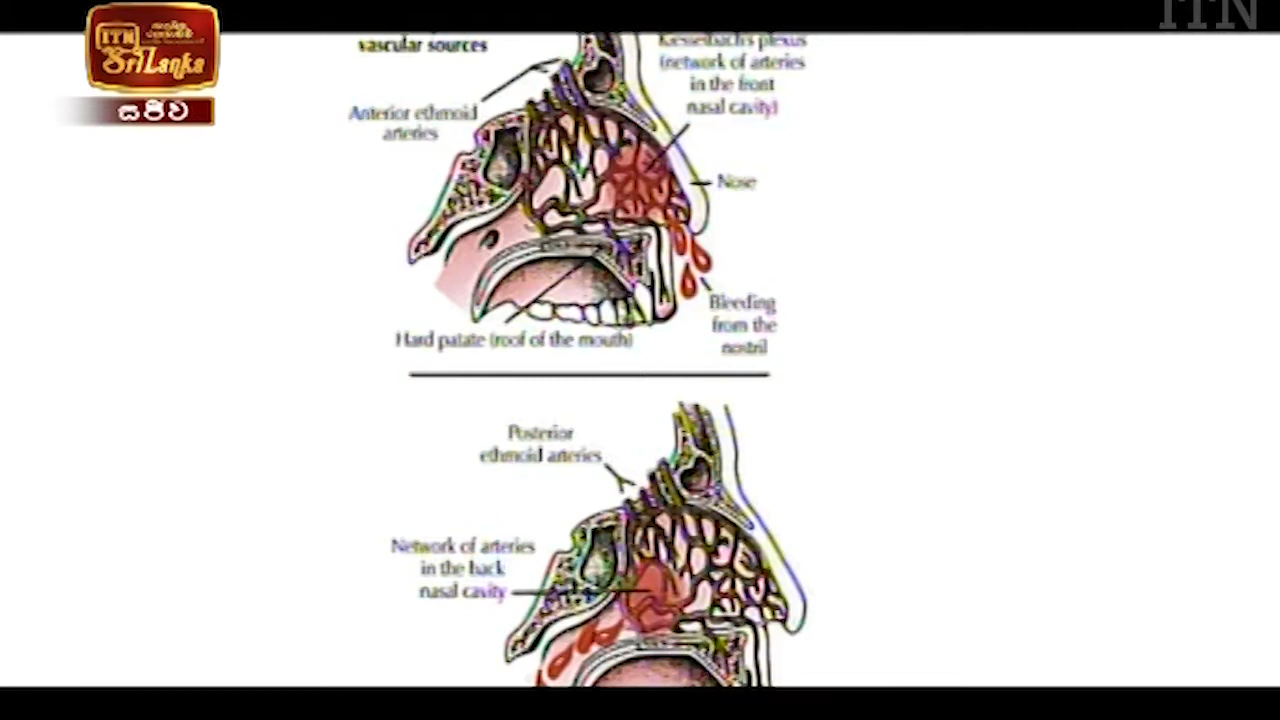 ITN
ITN
Sri Lanka
සජීවී
vascular sources
Kiesselbach's plexus
(network of arteries
in the front
nasal cavity)
Anterior ethmoid
arteries
Nose
Bleeding
from the
nostril
Hard palate (roof of the mouth)
Posterior
ethmoid arteries
Network of arteries
in the back
nasal cavity